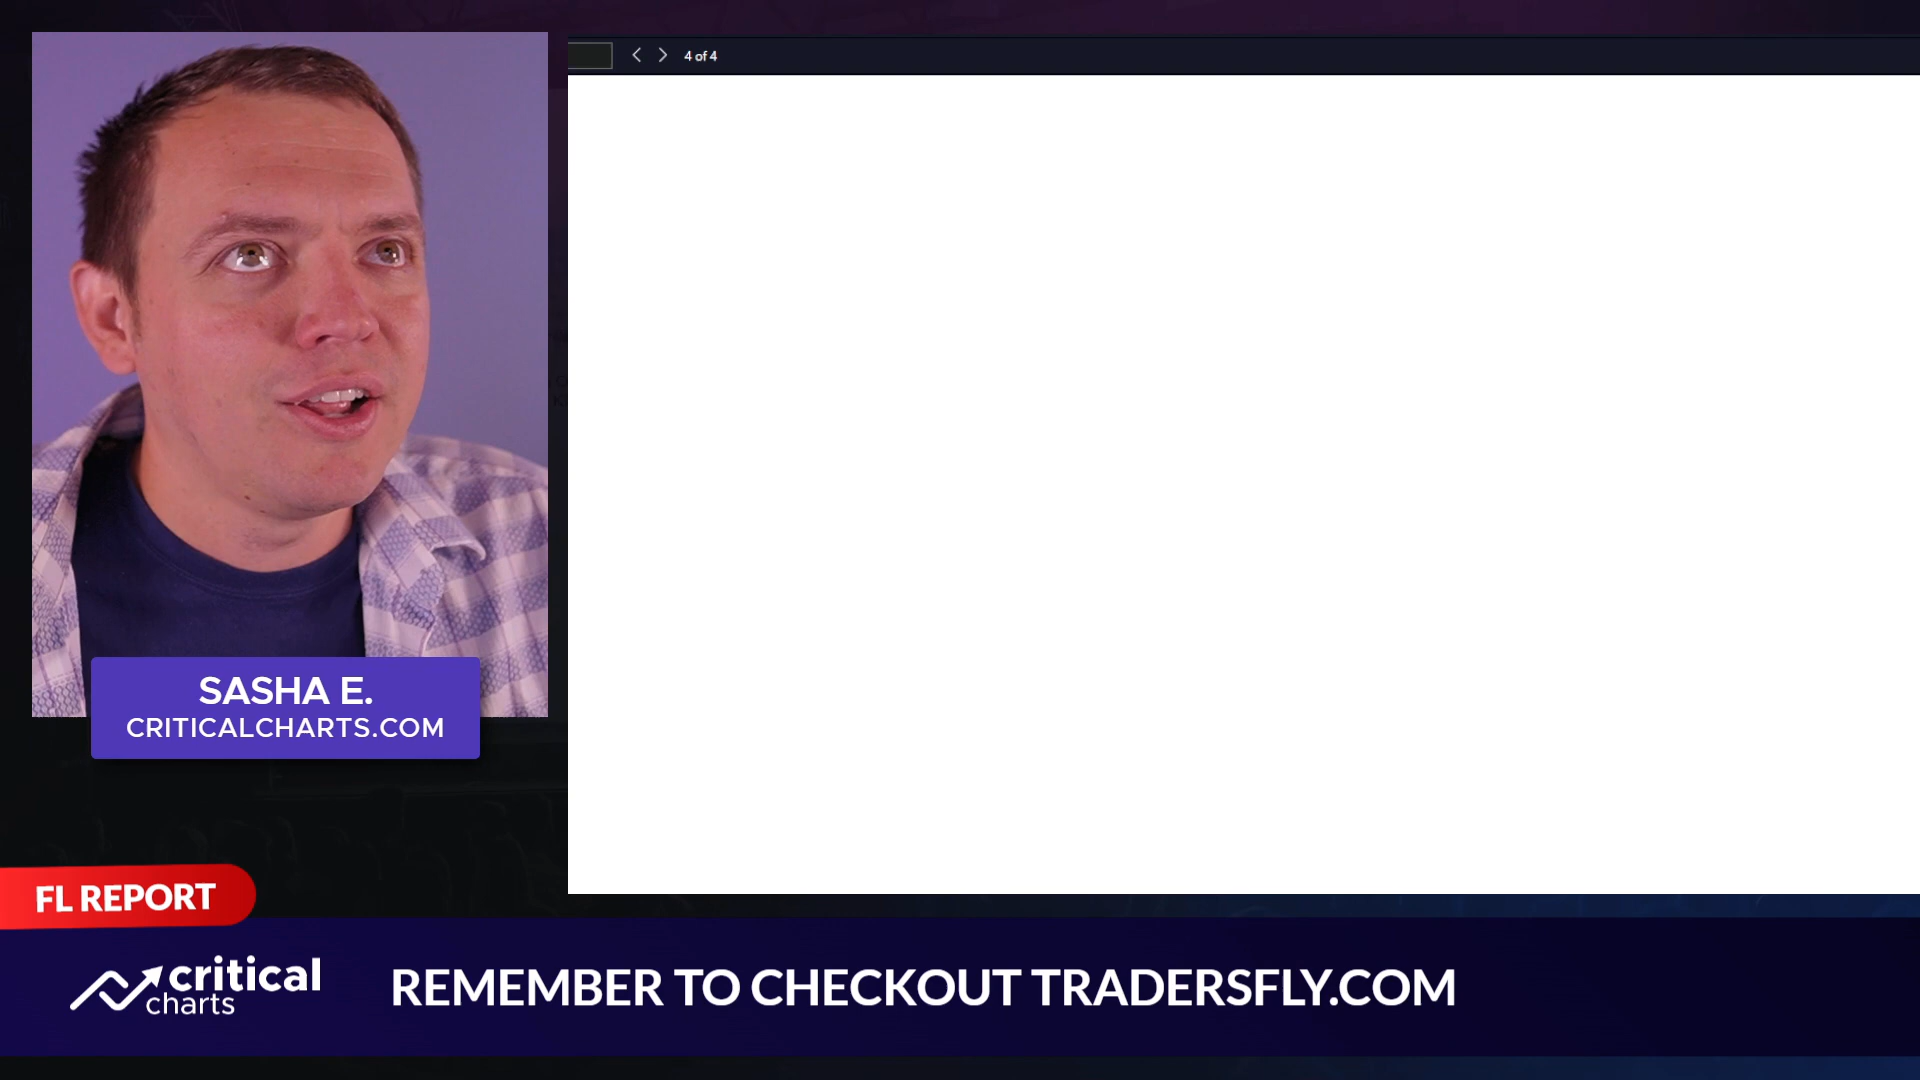 4 of 4
SASHA E.
CRITICALCHARTS.COM
FL REPORT
critical
charts
REMEMBER TO CHECKOUT TRADERSFLY.COM